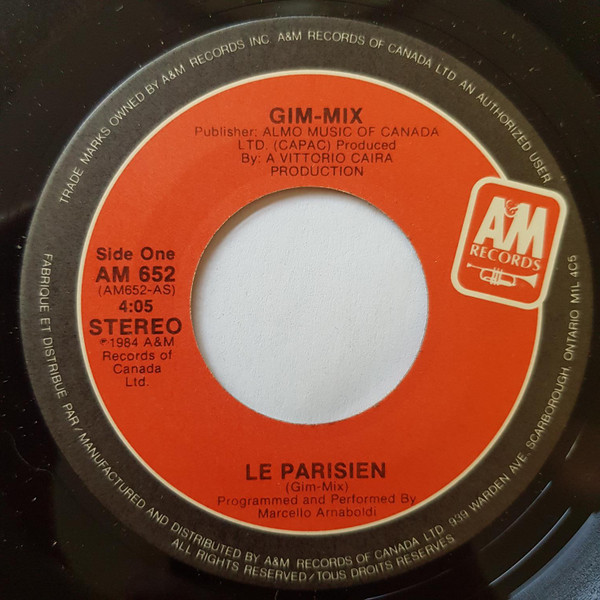 TRADE MARKS OWNED BY A&M RECORDS INC. A&M RECORDS OF CANADA LTD. AN AUTHORIZED USER
GIM-MIX
Publisher; ALMO MUSIC OF CANADA
LTD. (CAPAC) Produced
By: A VITTORIO CAIRA
PRODUCTION
A&M
RECORDS
Side One
AM 652
(AM652-AS)
4:05
STEREO
℗1984 A&M
Records of
Canada
Ltd.
LE PARISIEN
(Gim-Mix)
Programmed and Performed By
Marcello Arnaboldi
FABRIQUE ET DISTRIBUE PAR/MANUFACTURED AND DISTRIBUTED BY A&M RECORDS OF CANADA LTD 939 WARDEN AVE, SCARBOROUGH, ONTARIO M1L 4C5
ALL RIGHTS RESERVED/TOUS DROITS RESERVES